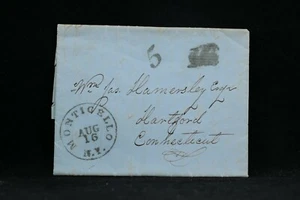 5
Wm Jas. Hamersley Esqr
Hartford
Connecticut
MONTICELLO
AUG
16
N.Y.